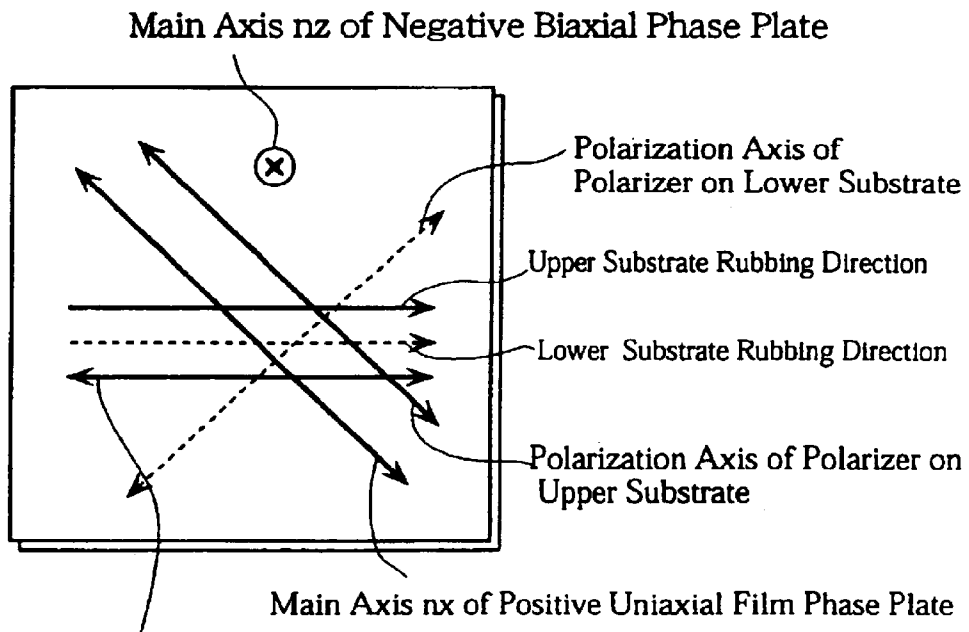 Main Axis nz of Negative Biaxial Phase Plate
Polarization Axis of
Polarizer on Lower Substrate
Upper Substrate Rubbing Direction
Lower Substrate Rubbing Direction
Polarization Axis of Polarizer on
Upper Substrate
Main Axis nx of Positive Uniaxial Film Phase Plate